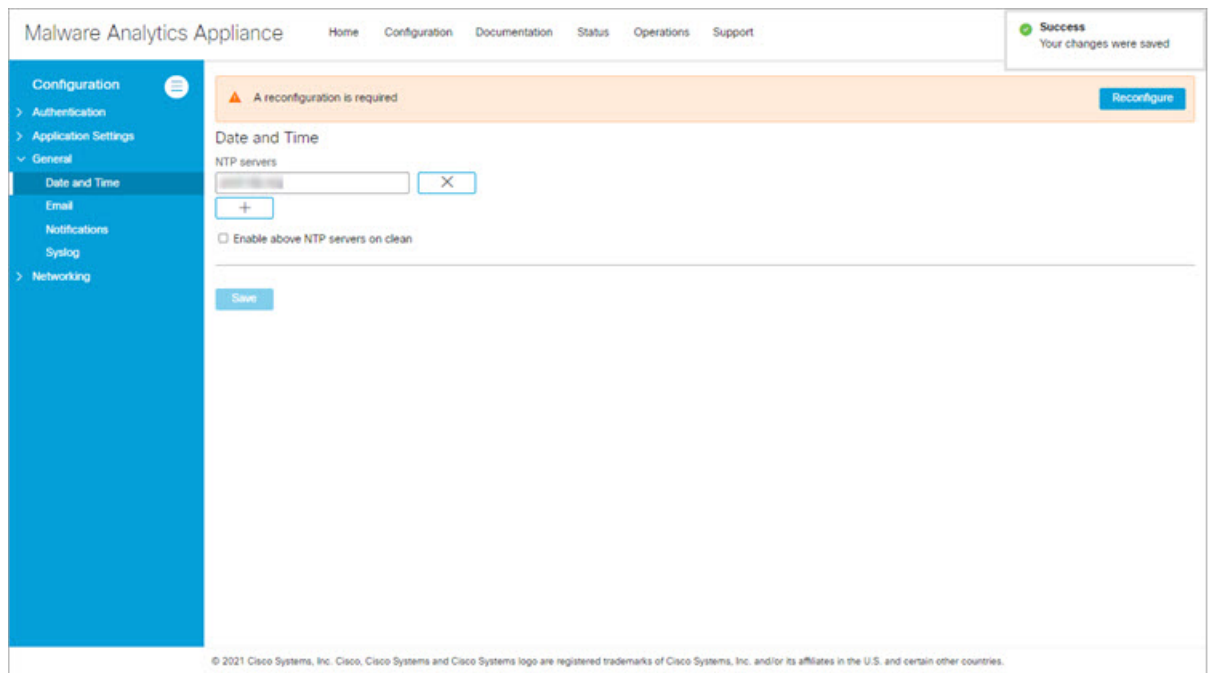 Malware Analytics Appliance
Home Configuration Documentation Status Operations Support
Success
Your changes were saved
Configuration
Authentication
Application Settings
General
Date and Time
Email
Notifications
Syslog
Networking
A reconfiguration is required
Reconfigure
Date and Time
NTP servers
Enable above NTP servers on clean
Save
© 2021 Cisco Systems, Inc. Cisco, Cisco Systems and Cisco Systems logo are registered trademarks of Cisco Systems, Inc. and/or its affiliates in the U.S. and certain other countries.